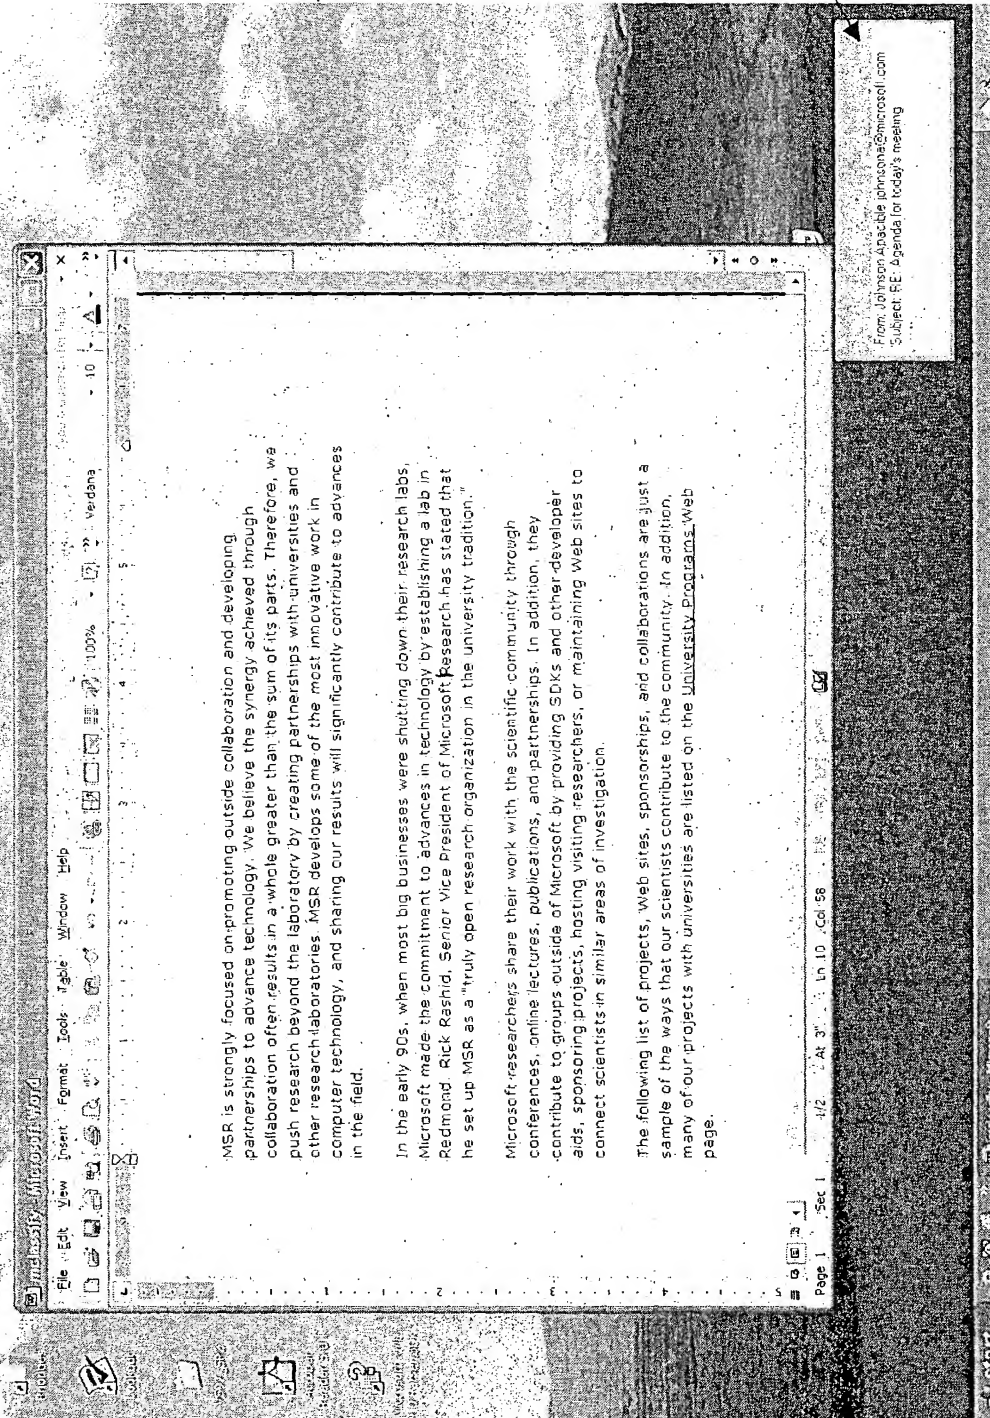 mclassify - Microsoft Word
File Edit View Insert Format Tools Table Window Help
100% Verdana 10
MSR is strongly focused on promoting outside collaboration and developing
partnerships to advance technology. We believe the synergy achieved through
collaboration often results in a whole greater than the sum of its parts. Therefore, we
push research beyond the laboratory by creating partnerships with universities and
other research laboratories. MSR develops some of the most innovative work in
computer technology, and sharing our results will significantly contribute to advances
in the field.
In the early 90s, when most big businesses were shutting down their research labs,
Microsoft made the commitment to advances in technology by establishing a lab in
Redmond. Rick Rashid, Senior Vice President of Microsoft Research has stated that
he set up MSR as a "truly open research organization in the university tradition."
Microsoft researchers share their work with the scientific community through
conferences, online lectures, publications, and partnerships. In addition, they
contribute to groups outside of Microsoft by providing SDKs and other developer
aids, sponsoring projects, hosting visiting researchers, or maintaining Web sites to
connect scientists in similar areas of investigation.
The following list of projects, Web sites, sponsorships, and collaborations are just a
sample of the ways that our scientists contribute to the community. In addition,
many of our projects with universities are listed on the University Programs Web
page.
Page 1 Sec 1 1/2 At 3" Ln 10 Col 58
From: Johnson Apacible johnsona@microsoft.com
Subject: RE: Agenda for today's meeting